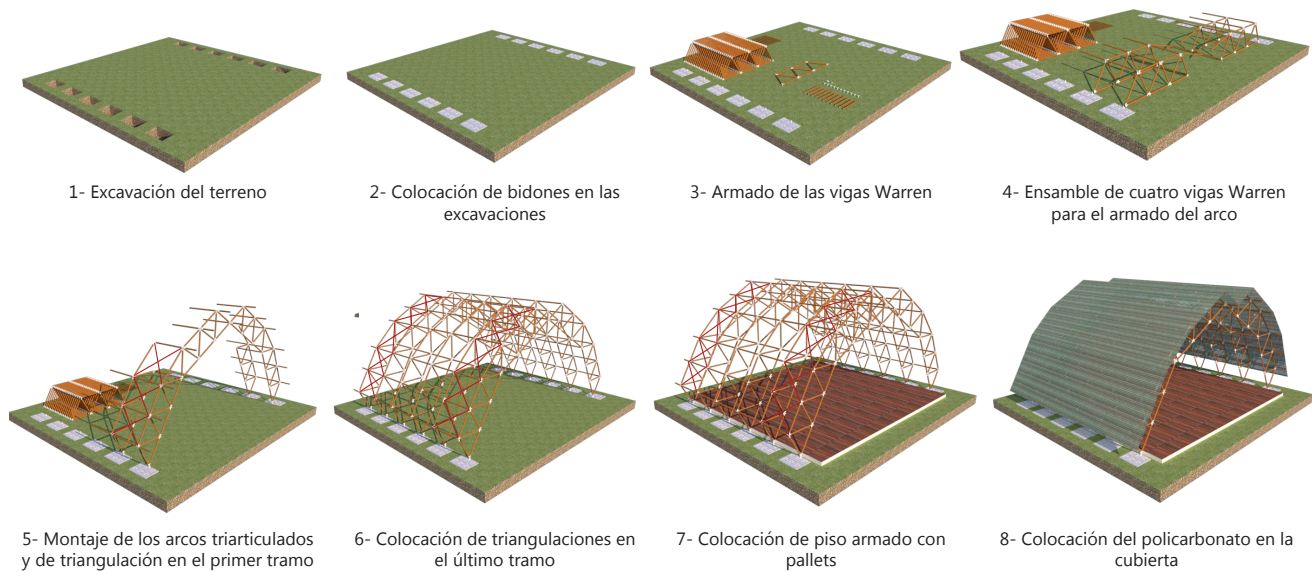 1- Excavación del terreno
2- Colocación de bidones en las
excavaciones
3- Armado de las vigas Warren
4- Ensamble de cuatro vigas Warren
para el armado del arco
5- Montaje de los arcos triarticulados
y de triangulación en el primer tramo
6- Colocación de triangulaciones en
el último tramo
7- Colocación de piso armado con
pallets
8- Colocación del policarbonato en la
cubierta